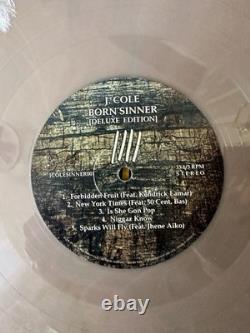 J. COLE
BORN SINNER
[DELUXE EDITION]
JCOLESINNER01
33 1/3 RPM
STEREO
1. Forbidden Fruit (Feat. Kendrick Lamar)
2. New York Times (Feat. 50 Cent, Bas)
3. Is She Gon Pop
4. Niggaz Know
5. Sparks Will Fly (Feat. Jhene Aiko)